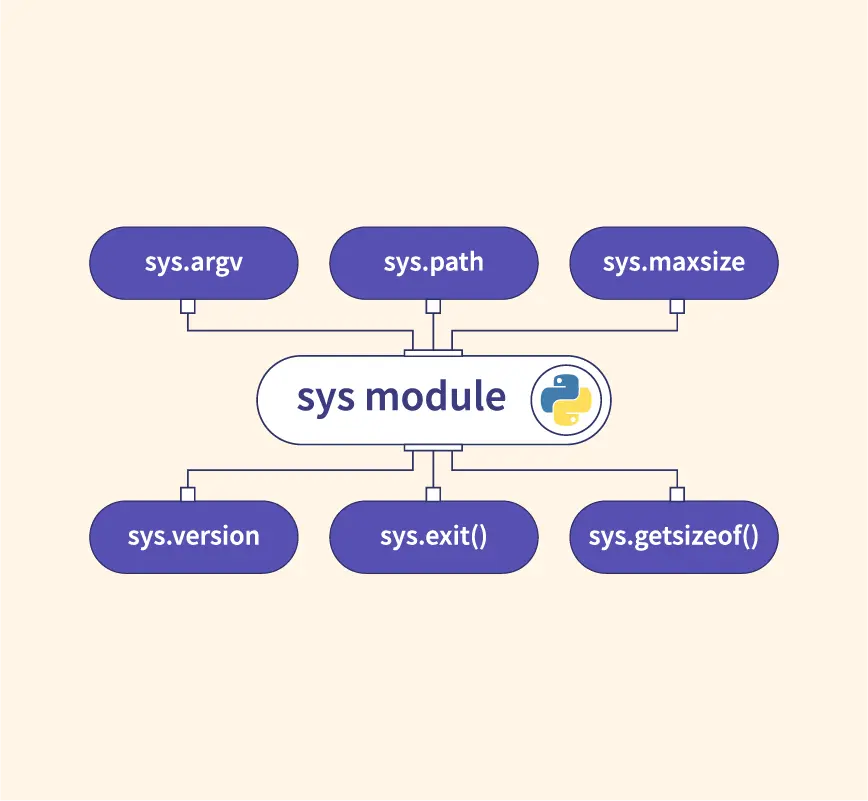 sys.argv
sys.path
sys.maxsize
sys module
sys.version
sys.exit()
sys.getsizeof()